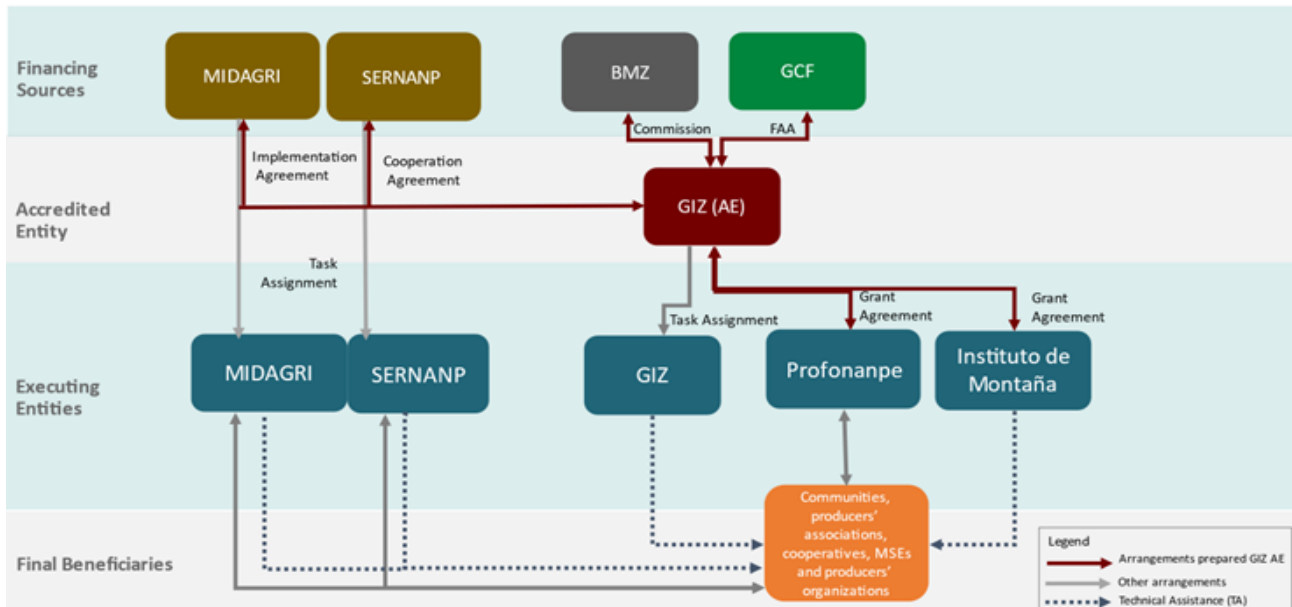 Financing
Sources
MIDAGRI
SERNANP
BMZ
GCF
Commission
FAA
Implementation
Agreement
Cooperation
Agreement
Accredited
Entity
GIZ (AE)
Task
Assignment
Task Assignment
Grant
Agreement
Grant
Agreement
Executing
Entities
MIDAGRI
SERNANP
GIZ
Profonanpe
Instituto de
Montaña
Final Beneficiaries
Communities,
producers’
associations,
cooperatives, MSEs
and producers’
organizations
Legend
Arrangements prepared GIZ AE
Other arrangements
Technical Assistance (TA)